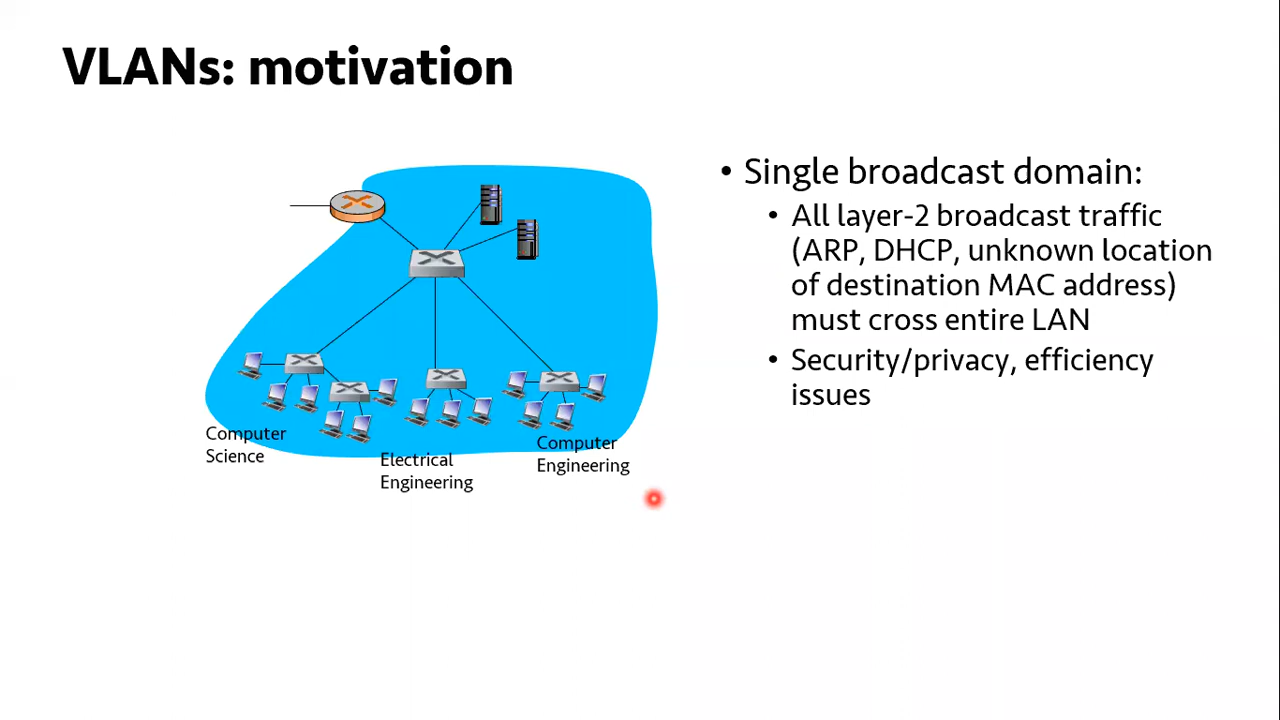 VLANs: motivation
• Single broadcast domain:
• All layer-2 broadcast traffic
(ARP, DHCP, unknown location
of destination MAC address)
must cross entire LAN
• Security/privacy, efficiency
issues
Computer
Science
Electrical
Engineering
Computer
Engineering